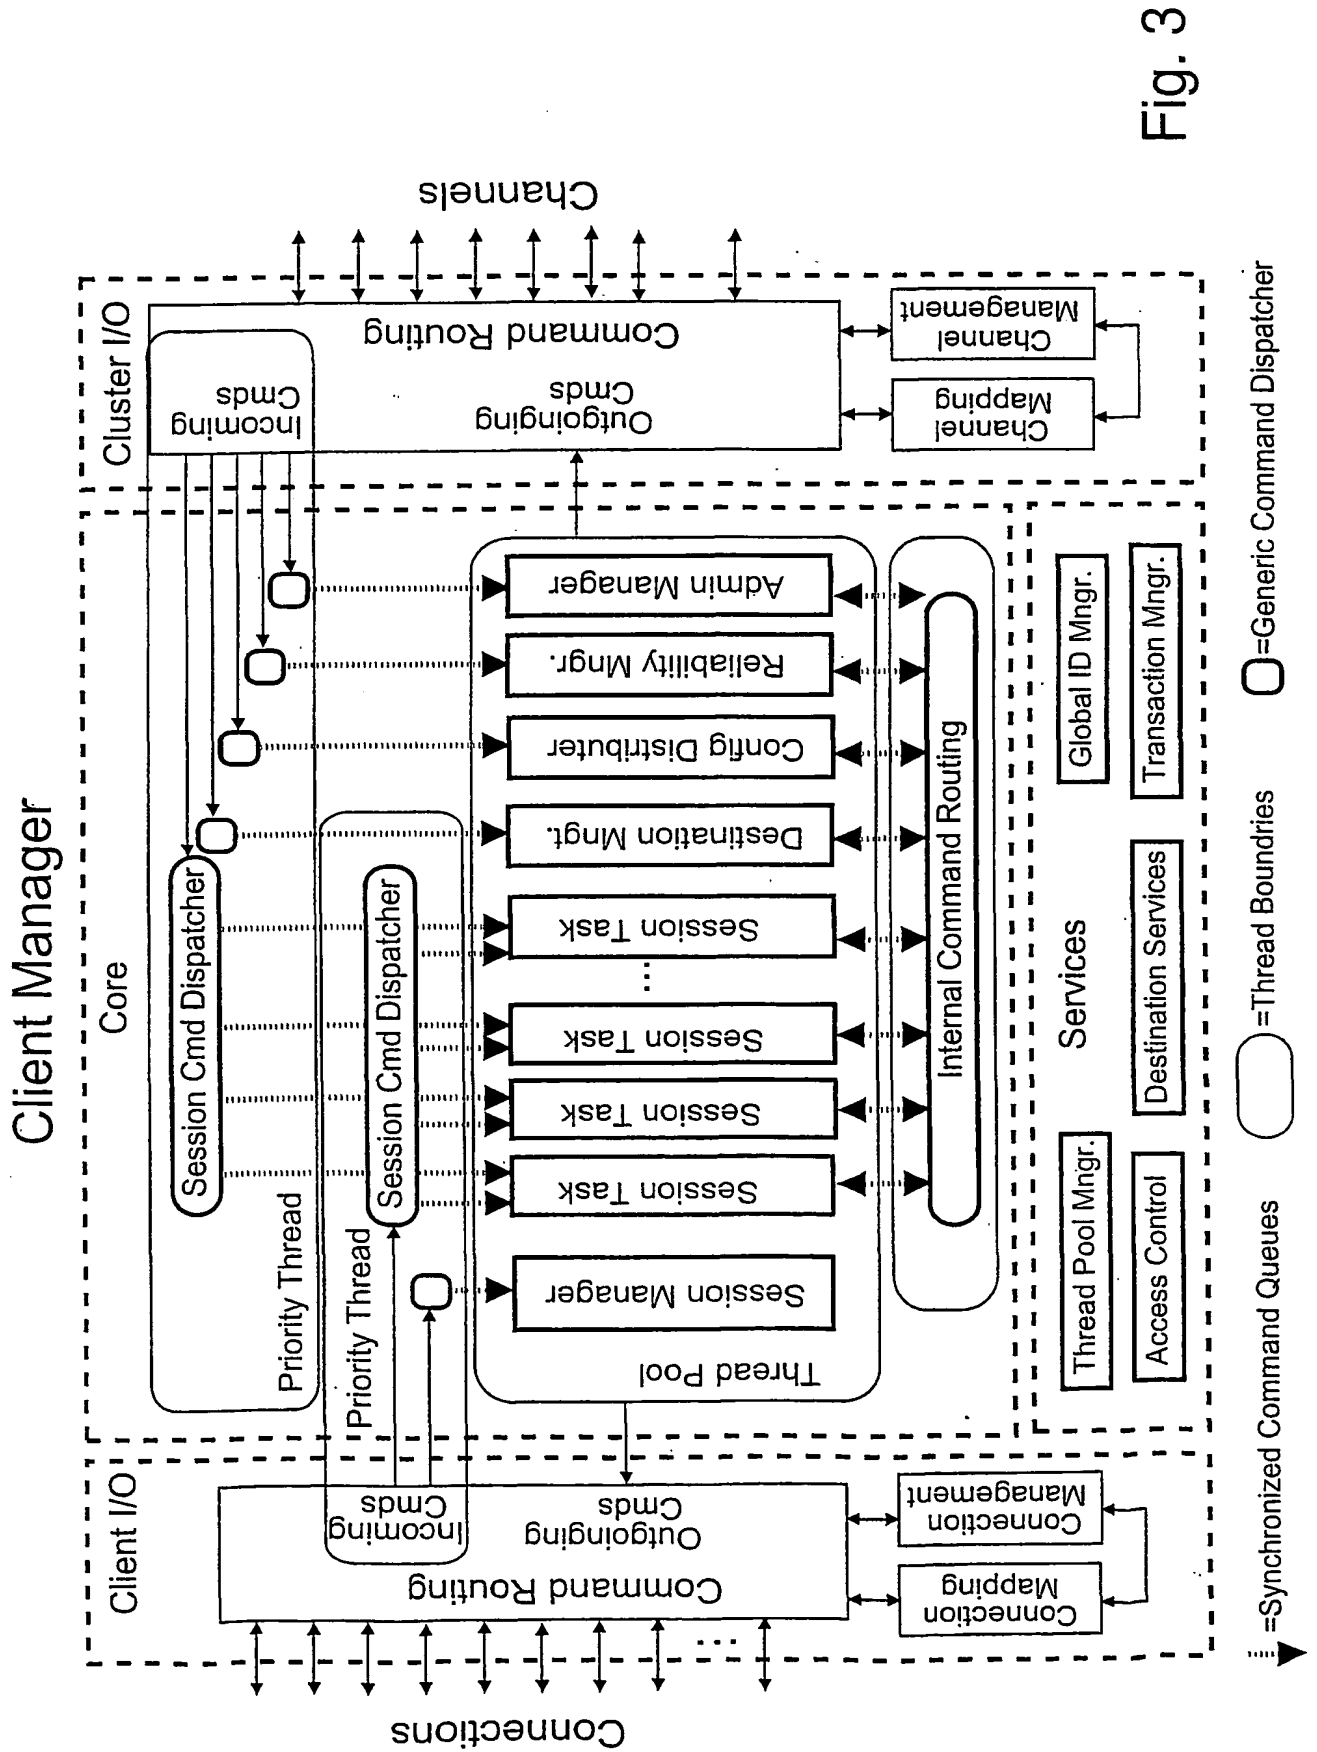 Client Manager
Client I/O
Core
Cluster I/O
Connections
Command Routing
Incoming
Cmds
Outgoinging
Cmds
Connection
Mapping
Connection
Management
Priority Thread
Session Cmd Dispatcher
Priority Thread
Session Cmd Dispatcher
Thread Pool
Session Manager
Session Task
Session Task
Session Task
...
Session Task
Destination Mngt.
Config Distributer
Reliability Mngr.
Admin Manager
Internal Command Routing
Incoming
Cmds
Outgoinging
Cmds
Command Routing
Channels
Channel
Mapping
Channel
Management
...
Services
Thread Pool Mngr.
Global ID Mngr.
Access Control
Destination Services
Transaction Mngr.
=Synchronized Command Queues
=Thread Boundries
=Generic Command Dispatcher
Fig. 3